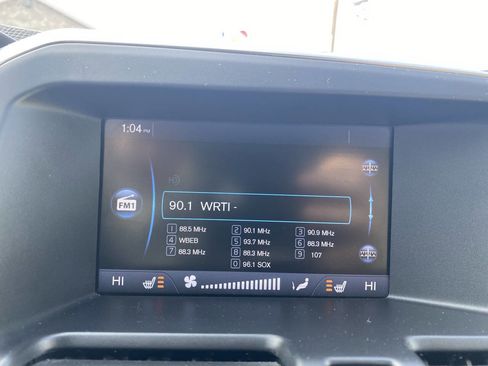 1:04 PM
HD
FM1
90.1 WRTI -
1 88.5 MHz 2 90.1 MHz 3 90.9 MHz
4 WBEB 5 93.7 MHz 6 88.3 MHz
7 88.3 MHz 8 88.3 MHz 9 107
0 96.1 SOX
HI HI